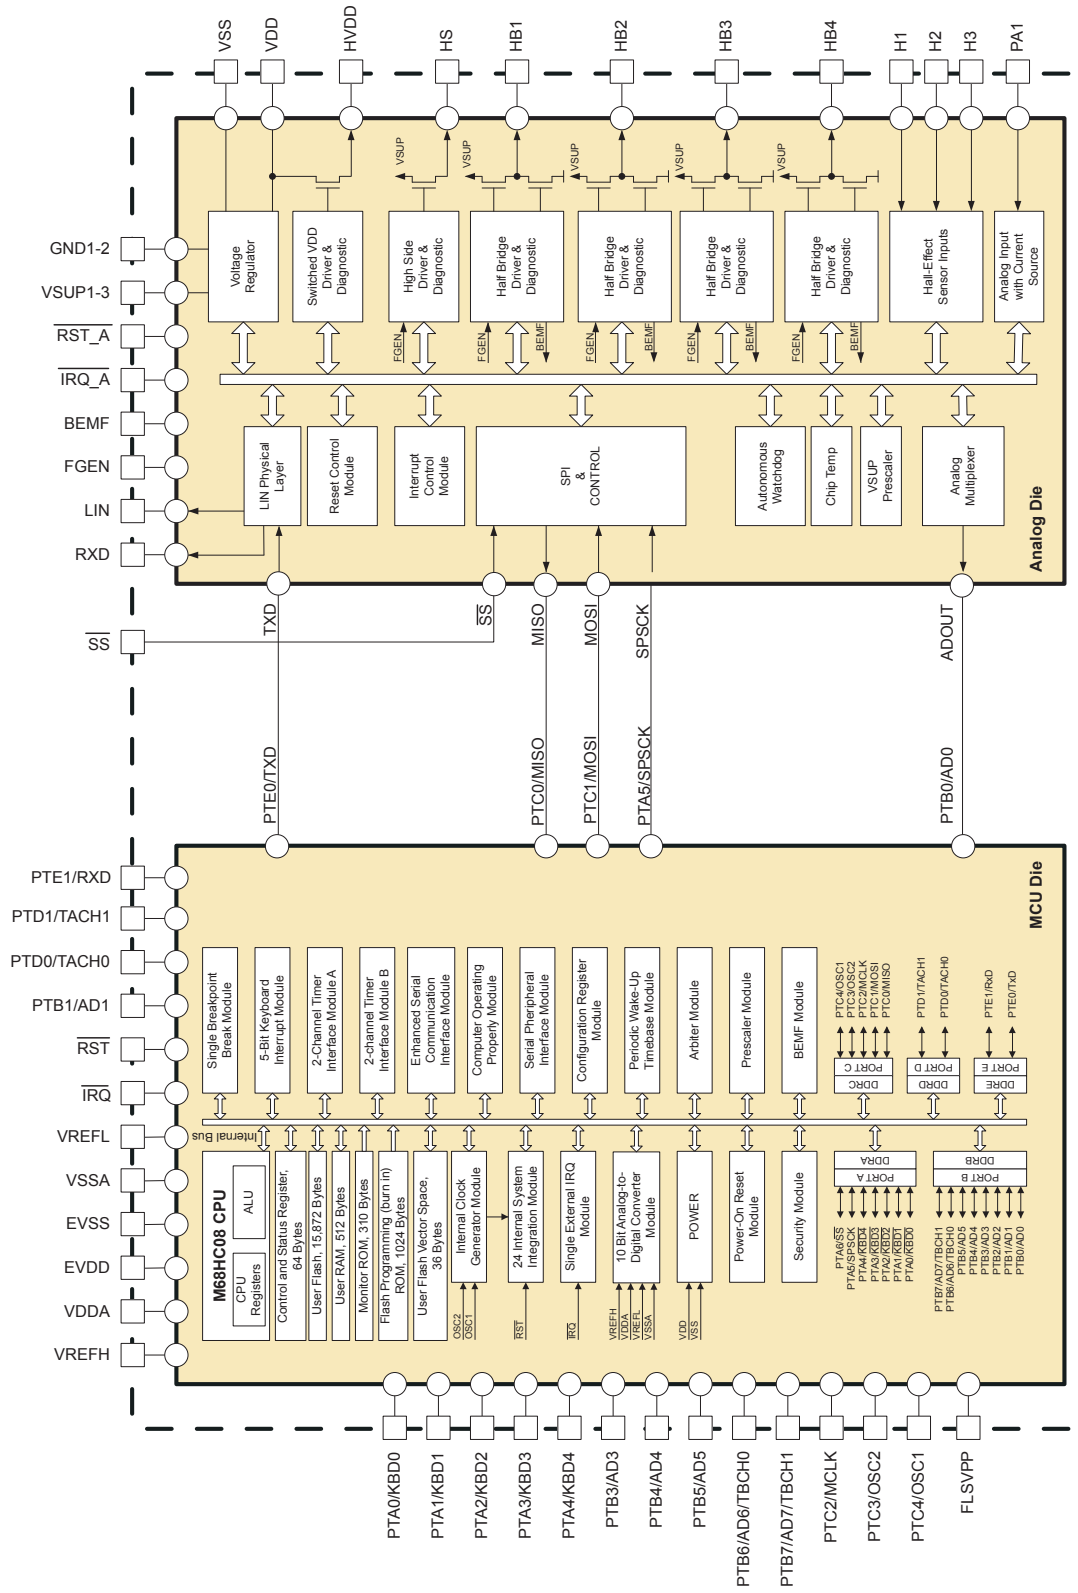 VSS
VDD
HVDD
HS
HB1
HB2
HB3
HB4
H1
H2
H3
PA1
GND1-2
VSUP1-3
RST_A
IRQ_A
BEMF
FGEN
LIN
RXD
SS
PTE1/RXD
PTD1/TACH1
PTD0/TACH0
PTB1/AD1
RST
IRQ
VREFL
VSSA
EVSS
EVDD
VDDA
VREFH
VSUP
VSUP
VSUP
VSUP
VSUP
Voltage
Regulator
Switched VDD
Driver &
Diagnostic
High Side
Driver &
Diagnostic
Half Bridge
Driver &
Diagnostic
Half Bridge
Driver &
Diagnostic
Half Bridge
Driver &
Diagnostic
Half Bridge
Driver &
Diagnostic
Hall-Effect
Sensor Inputs
Analog Input
with Current
Source
FGEN
FGEN
BEMF
FGEN
BEMF
FGEN
BEMF
FGEN
BEMF
LIN Physical
Layer
Reset Control
Module
Interrupt
Control
Module
SPI
&
CONTROL
Autonomous
Watchdog
Chip Temp
VSUP
Prescaler
Analog
Multiplexer
Analog Die
TXD
SS
MISO
MOSI
SPSCK
ADOUT
PTE0/TXD
PTC0/MISO
PTC1/MOSI
PTA5/SPSCK
PTB0/AD0
MCU Die
Single Breakpoint
Break Module
5-Bit Keyboard
Interrupt Module
2-Channel Timer
Interface Module A
2-channel Timer
Interface Module B
Enhanced Serial
Communication
Interface Module
Computer Operating
Properly Module
Serial Pheripheral
Interface Module
Configuration Register
Module
Periodic Wake-Up
Timebase Module
Arbiter Module
Prescaler Module
BEMF Module
PTC4/OSC1
PTC3/OSC2
PTC2/MCLK
PTC1/MOSI
PTC0/MISO
PORT C
DDRC
PTD1/TACH1
PTD0/TACH0
PORT D
DDRD
PTE1/RxD
PTE0/TxD
PORT E
DDRE
Internal Bus
M68HC08 CPU
CPU
Registers
ALU
Control and Status Register,
64 Bytes
User Flash, 15,872 Bytes
User RAM, 512 Bytes
Monitor ROM, 310 Bytes
Flash Programming (burn in)
ROM, 1024 Bytes
User Flash Vector Space,
36 Bytes
OSC2
OSC1
Internal Clock
Generator Module
RST
24 Internal System
Integration Module
IRQ
Single External IRQ
Module
VREFH
VDDA
VREFL
VSSA
10 Bit Analog-to-
Digital Converter
Module
VDD
VSS
POWER
Power-On Reset
Module
Security Module
DDRA
PORT A
PTA6/SS
PTA5/SPSCK
PTA4/KBD4
PTA3/KBD3
PTA2/KBD2
PTA1/KBD1
PTA0/KBD0
DDRB
PORT B
PTB7/AD7/TBCH1
PTB6/AD6/TBCH0
PTB5/AD5
PTB4/AD4
PTB3/AD3
PTB2/AD2
PTB1/AD1
PTB0/AD0
PTA0/KBD0
PTA1/KBD1
PTA2/KBD2
PTA3/KBD3
PTA4/KBD4
PTB3/AD3
PTB4/AD4
PTB5/AD5
PTB6/AD6/TBCH0
PTB7/AD7/TBCH1
PTC2/MCLK
PTC3/OSC2
PTC4/OSC1
FLSVPP